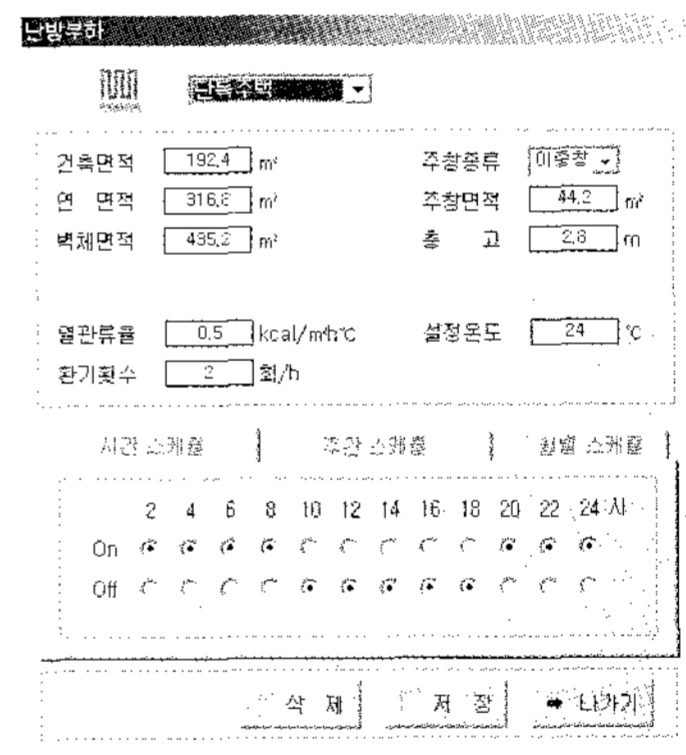 난방부하
단독주택
건축면적 192.4 m² 주창종류 이중창
연 면적 316.8 m² 주창면적 44.2 m²
벽체면적 435.2 m² 층 고 2.8 m
열관류율 0.5 kcal/m²h℃ 설정온도 24 ℃
환기횟수 2 회/h
시간 스케쥴 주간 스케쥴 월별 스케쥴
2 4 6 8 10 12 14 16 18 20 22 24 시
On
Off
삭 제 저 장 나가기